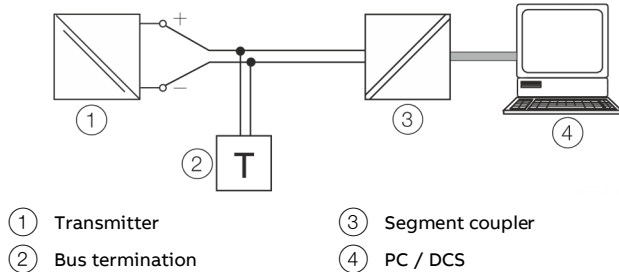 +
−
T
1
2
3
4
1 Transmitter
2 Bus termination
3 Segment coupler
4 PC / DCS